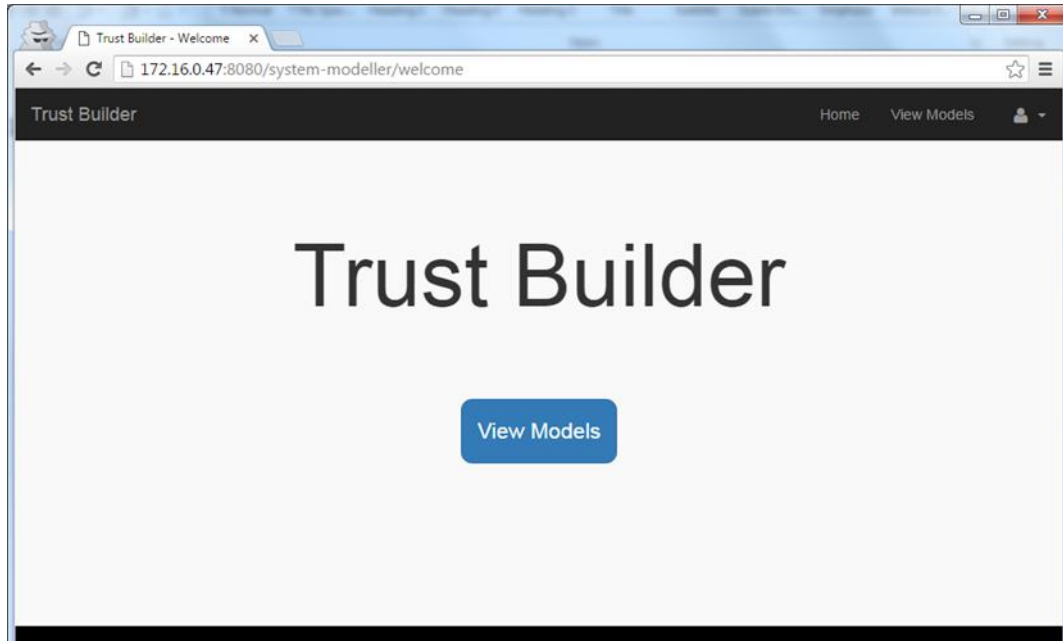 Trust Builder - Welcome
172.16.0.47:8080/system-modeller/welcome
Trust Builder Home View Models
Trust Builder
View Models